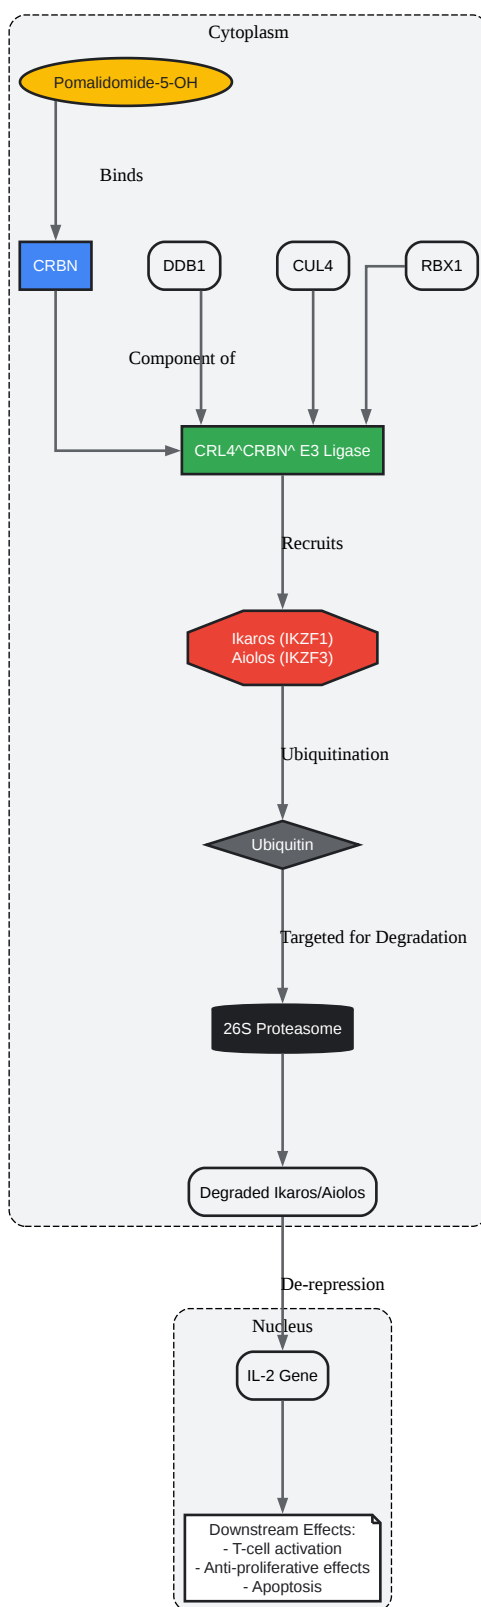 Cytoplasm
Pomalidomide-5-OH
Binds
CRBN
DDB1
CUL4
RBX1
Component of
CRL4^CRBN^ E3 Ligase
Recruits
Ikaros (IKZF1)
Aiolos (IKZF3)
Ubiquitination
Ubiquitin
Targeted for Degradation
26S Proteasome
Degraded Ikaros/Aiolos
De-repression
Nucleus
IL-2 Gene
Downstream Effects:
- T-cell activation
- Anti-proliferative effects
- Apoptosis